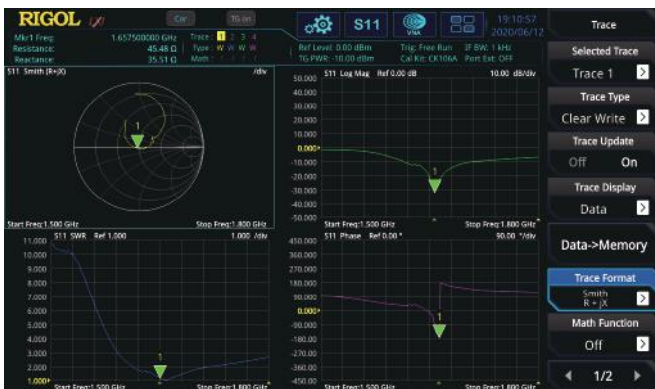 RIGOL
Cor
TG on
S11
VNA
19:10:57
2020/06/12
Mkr1 Freq: 1.657500000 GHz
Resistance: 45.48 Ω
Reactance: 35.51 Ω
Trace: 1 2 3 4
Type: W W W W
Math:
Ref Level 0.00 dBm
TG PWR: -10.00 dBm
Trig: Free Run
Cal Kit: CK106A
IF BW: 1 kHz
Port Ext: OFF
S11 Smith (R+jX) /div
1
Start Freq:1.500 GHz Stop Freq:1.800 GHz
S11 Log Mag Ref 0.00 dB 10.00 dB/div
50.000
40.000
30.000
20.000
10.000
0.000
-10.000
-20.000
-30.000
-40.000
-50.000
1
Start Freq:1.500 GHz Stop Freq:1.800 GHz
S11 SWR Ref 1.000 1.000 /div
11.000
10.000
9.000
8.000
7.000
6.000
5.000
4.000
3.000
2.000
1.000
1
Start Freq:1.500 GHz Stop Freq:1.800 GHz
S11 Phase Ref 0.00 ° 90.00 °/div
450.000
360.00
270.00
180.00
90.00
0.000
-90.00
-180.00
-270.00
-360.00
-450.00
1
Start Freq:1.500 GHz Stop Freq:1.800 GHz
Trace
Selected Trace
Trace 1
Trace Type
Clear Write
Trace Update
Off On
Trace Display
Data
Data->Memory
Trace Format
Smith
R + jX
Math Function
Off
1/2